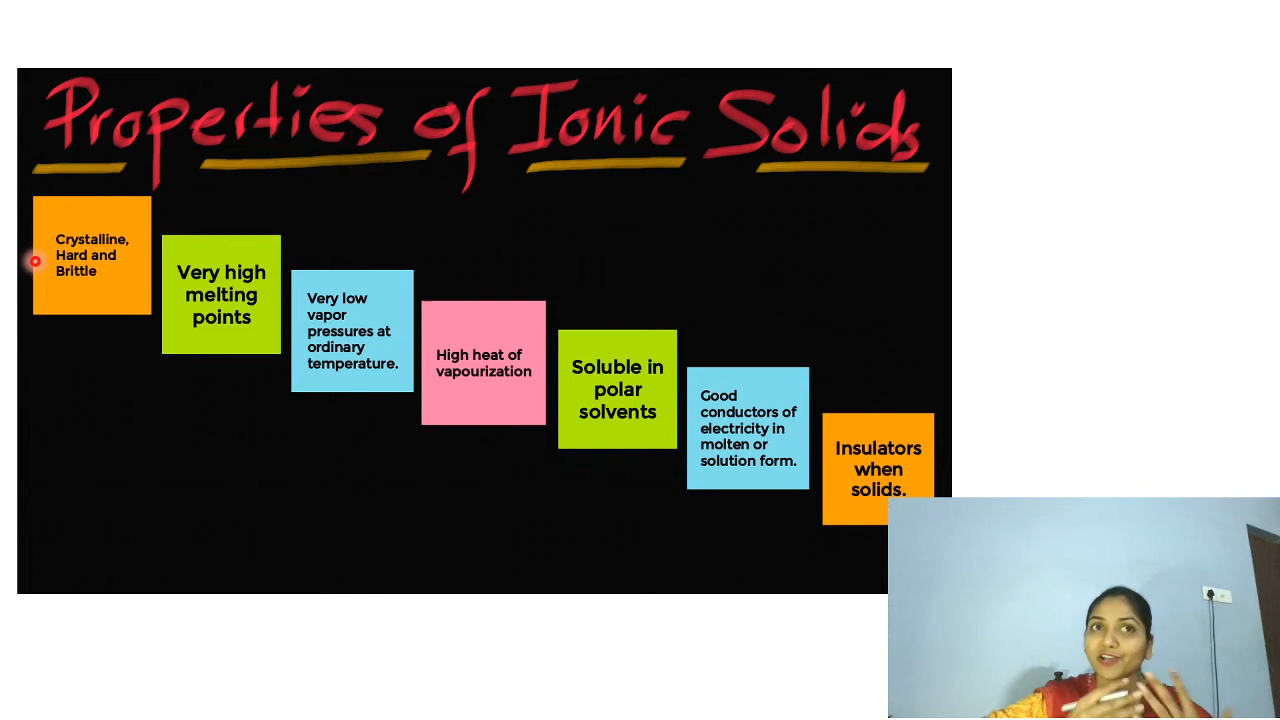 Properties of Ionic Solids
Crystalline,
Hard and
Brittle
Very high
melting
points
Very low
vapor
pressures at
ordinary
temperature.
High heat of
vapourization
Soluble in
polar
solvents
Good
conductors of
electricity in
molten or
solution form.
Insulators
when
solids.